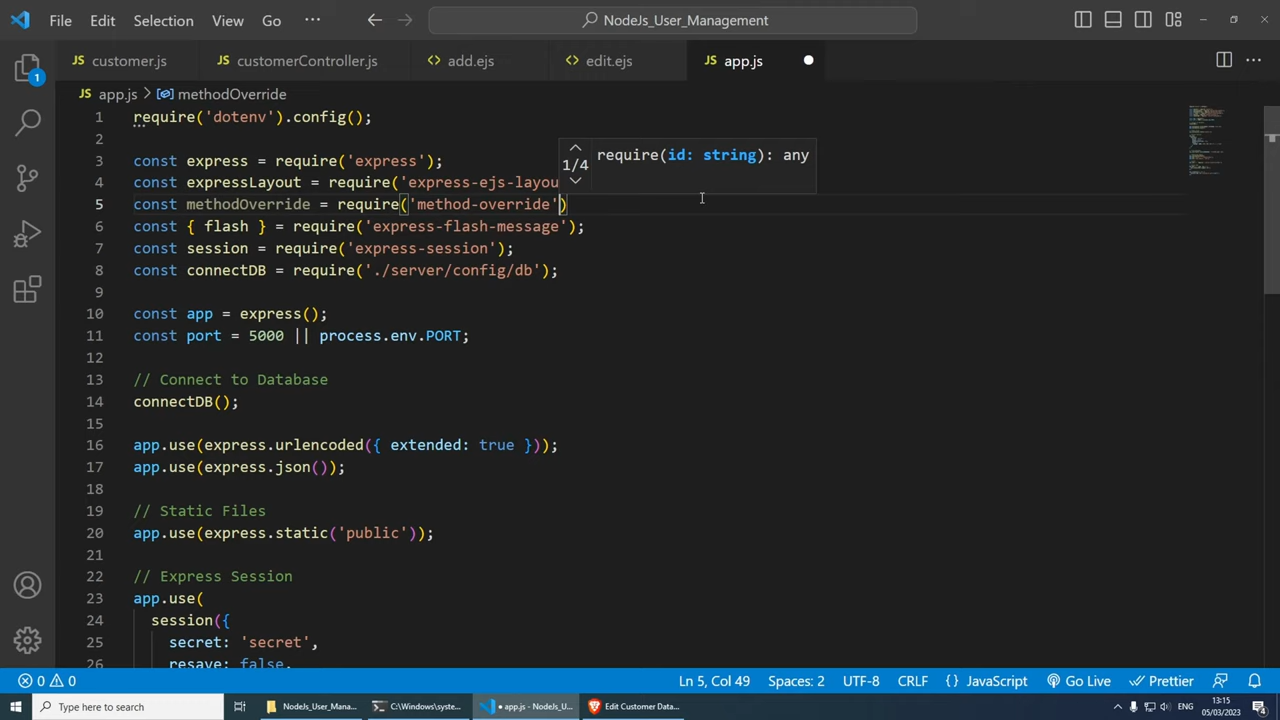 File Edit Selection View Go ··· NodeJs_User_Management
JS customer.js JS customerController.js <> add.ejs <> edit.ejs JS app.js
JS app.js > methodOverride
1 require('dotenv').config();
2
3 const express = require('express');
1/4 require(id: string): any
4 const expressLayout = require('express-ejs-layou
5 const methodOverride = require('method-override')
6 const { flash } = require('express-flash-message');
7 const session = require('express-session');
8 const connectDB = require('./server/config/db');
9
10 const app = express();
11 const port = 5000 || process.env.PORT;
12
13 // Connect to Database
14 connectDB();
15
16 app.use(express.urlencoded({ extended: true }));
17 app.use(express.json());
18
19 // Static Files
20 app.use(express.static('public'));
21
22 // Express Session
23 app.use(
24 session({
25 secret: 'secret',
26 resave: false,
1
0 0 Ln 5, Col 49 Spaces: 2 UTF-8 CRLF {} JavaScript Go Live Prettier
Type here to search NodeJs_User_Mana... C:\Windows\syste... app.js - NodeJs_U... Edit Customer Data... ENG 13:15
05/03/2023 4